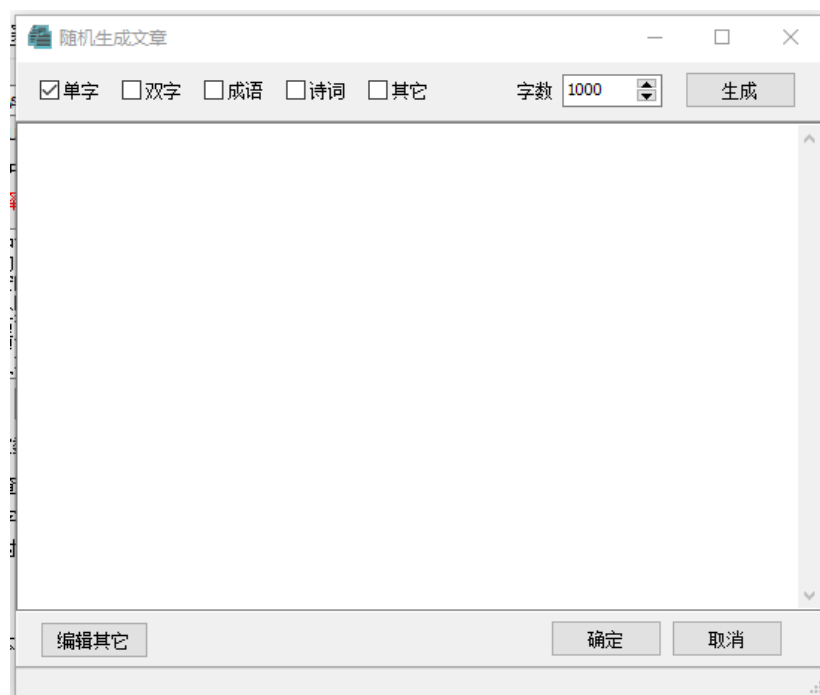 随机生成文章
单字 双字 成语 诗词 其它 字数 1000 生成
编辑其它 确定 取消